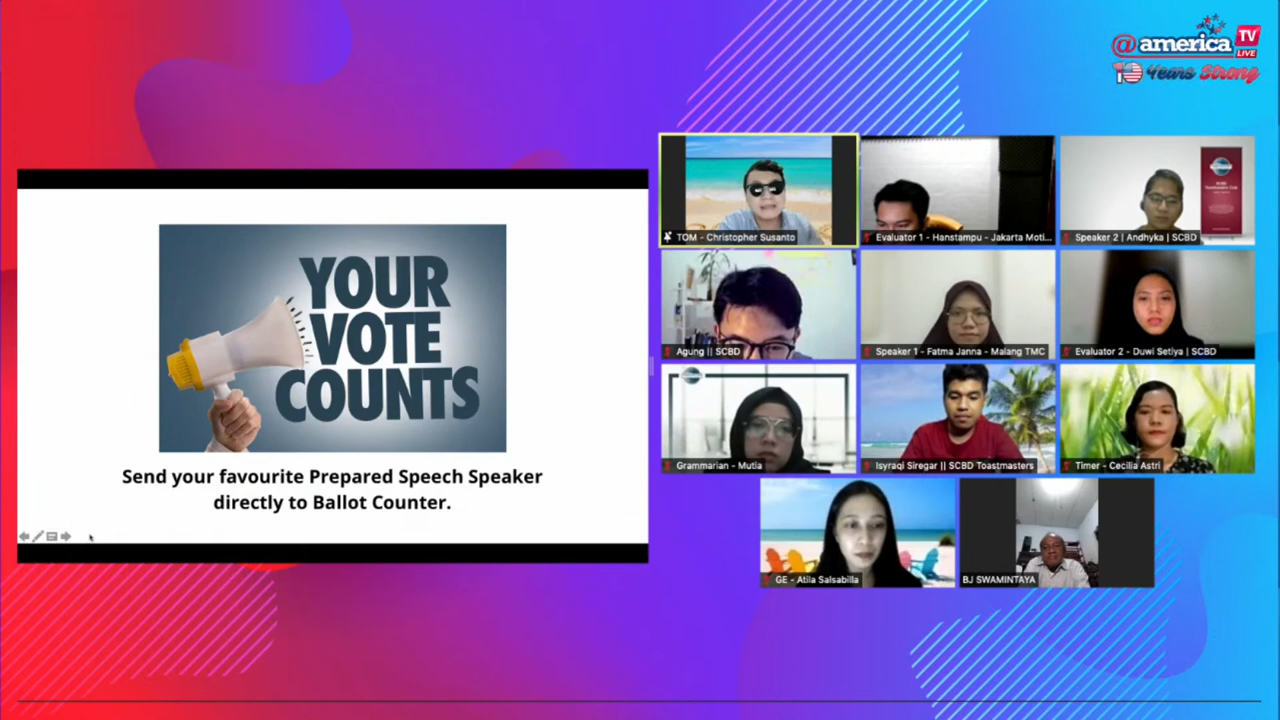 @america TV
LIVE
10 Years Strong
YOUR
VOTE
COUNTS
Send your favourite Prepared Speech Speaker
directly to Ballot Counter.
TOM - Christopher Susanto
Evaluator 1 - Hanstampu - Jakarta Moti...
Speaker 2 | Andhyka | SCBD
Agung || SCBD
Speaker 1 - Fatma Janna - Malang TMC
Evaluator 2 - Duwi Setiya | SCBD
Grammarian - Mutia
Isyraqi Siregar || SCBD Toastmasters
Timer - Cecilia Astri
GE - Atila Salsabilla
BJ SWAMINTAYA